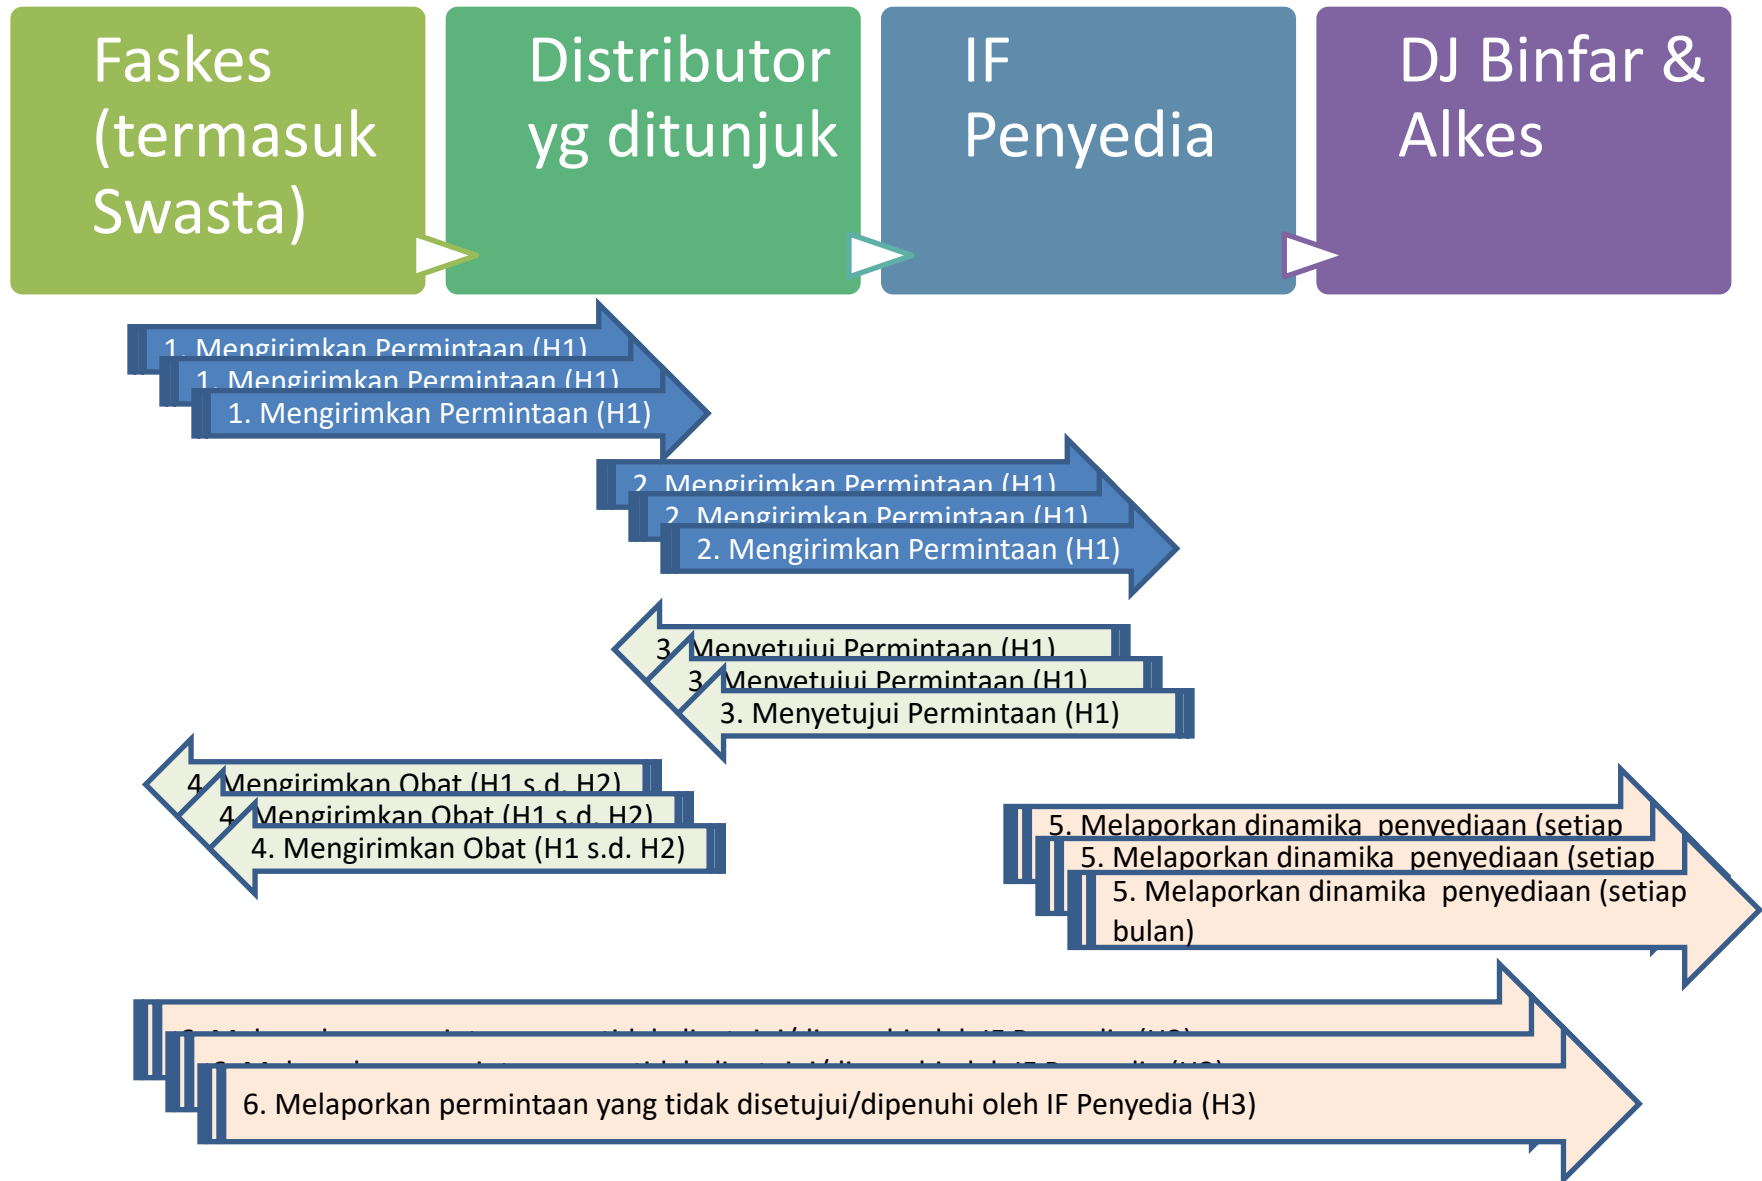 Faskes
(termasuk
Swasta)
Distributor
yg ditunjuk
IF
Penyedia
DJ Binfar &
Alkes
1. Mengirimkan Permintaan (H1)
1. Mengirimkan Permintaan (H1)
1. Mengirimkan Permintaan (H1)
2. Mengirimkan Permintaan (H1)
2. Mengirimkan Permintaan (H1)
2. Mengirimkan Permintaan (H1)
3. Menyetujui Permintaan (H1)
3. Menyetujui Permintaan (H1)
3. Menyetujui Permintaan (H1)
4. Mengirimkan Obat (H1 s.d. H2)
4. Mengirimkan Obat (H1 s.d. H2)
4. Mengirimkan Obat (H1 s.d. H2)
5. Melaporkan dinamika penyediaan (setiap
5. Melaporkan dinamika penyediaan (setiap
5. Melaporkan dinamika penyediaan (setiap
bulan)
6. Melaporkan permintaan yang tidak disetujui/dipenuhi oleh IF Penyedia (H3)